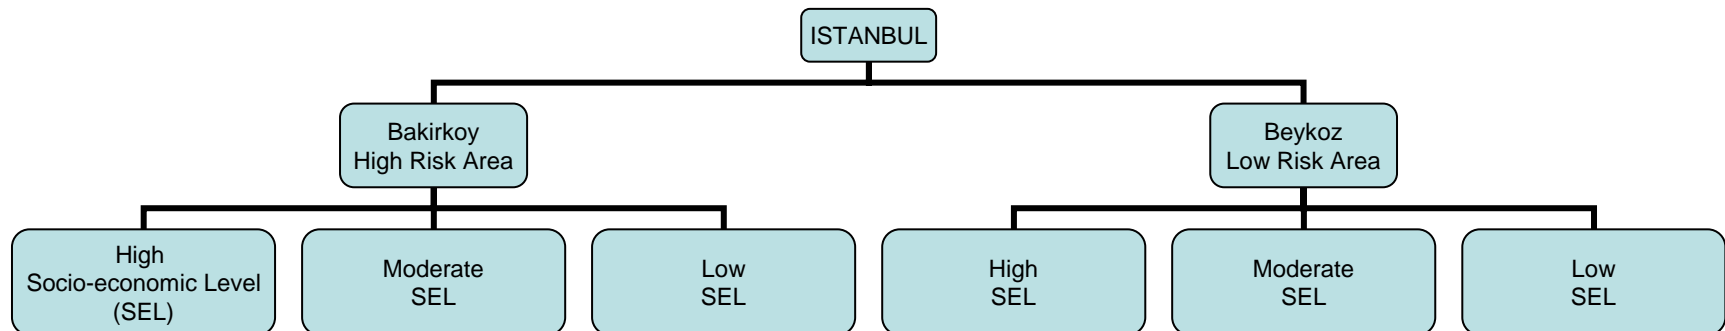 ISTANBUL
Bakirkoy
High Risk Area
Beykoz
Low Risk Area
High
Socio-economic Level
(SEL)
Moderate
SEL
Low
SEL
High
SEL
Moderate
SEL
Low
SEL